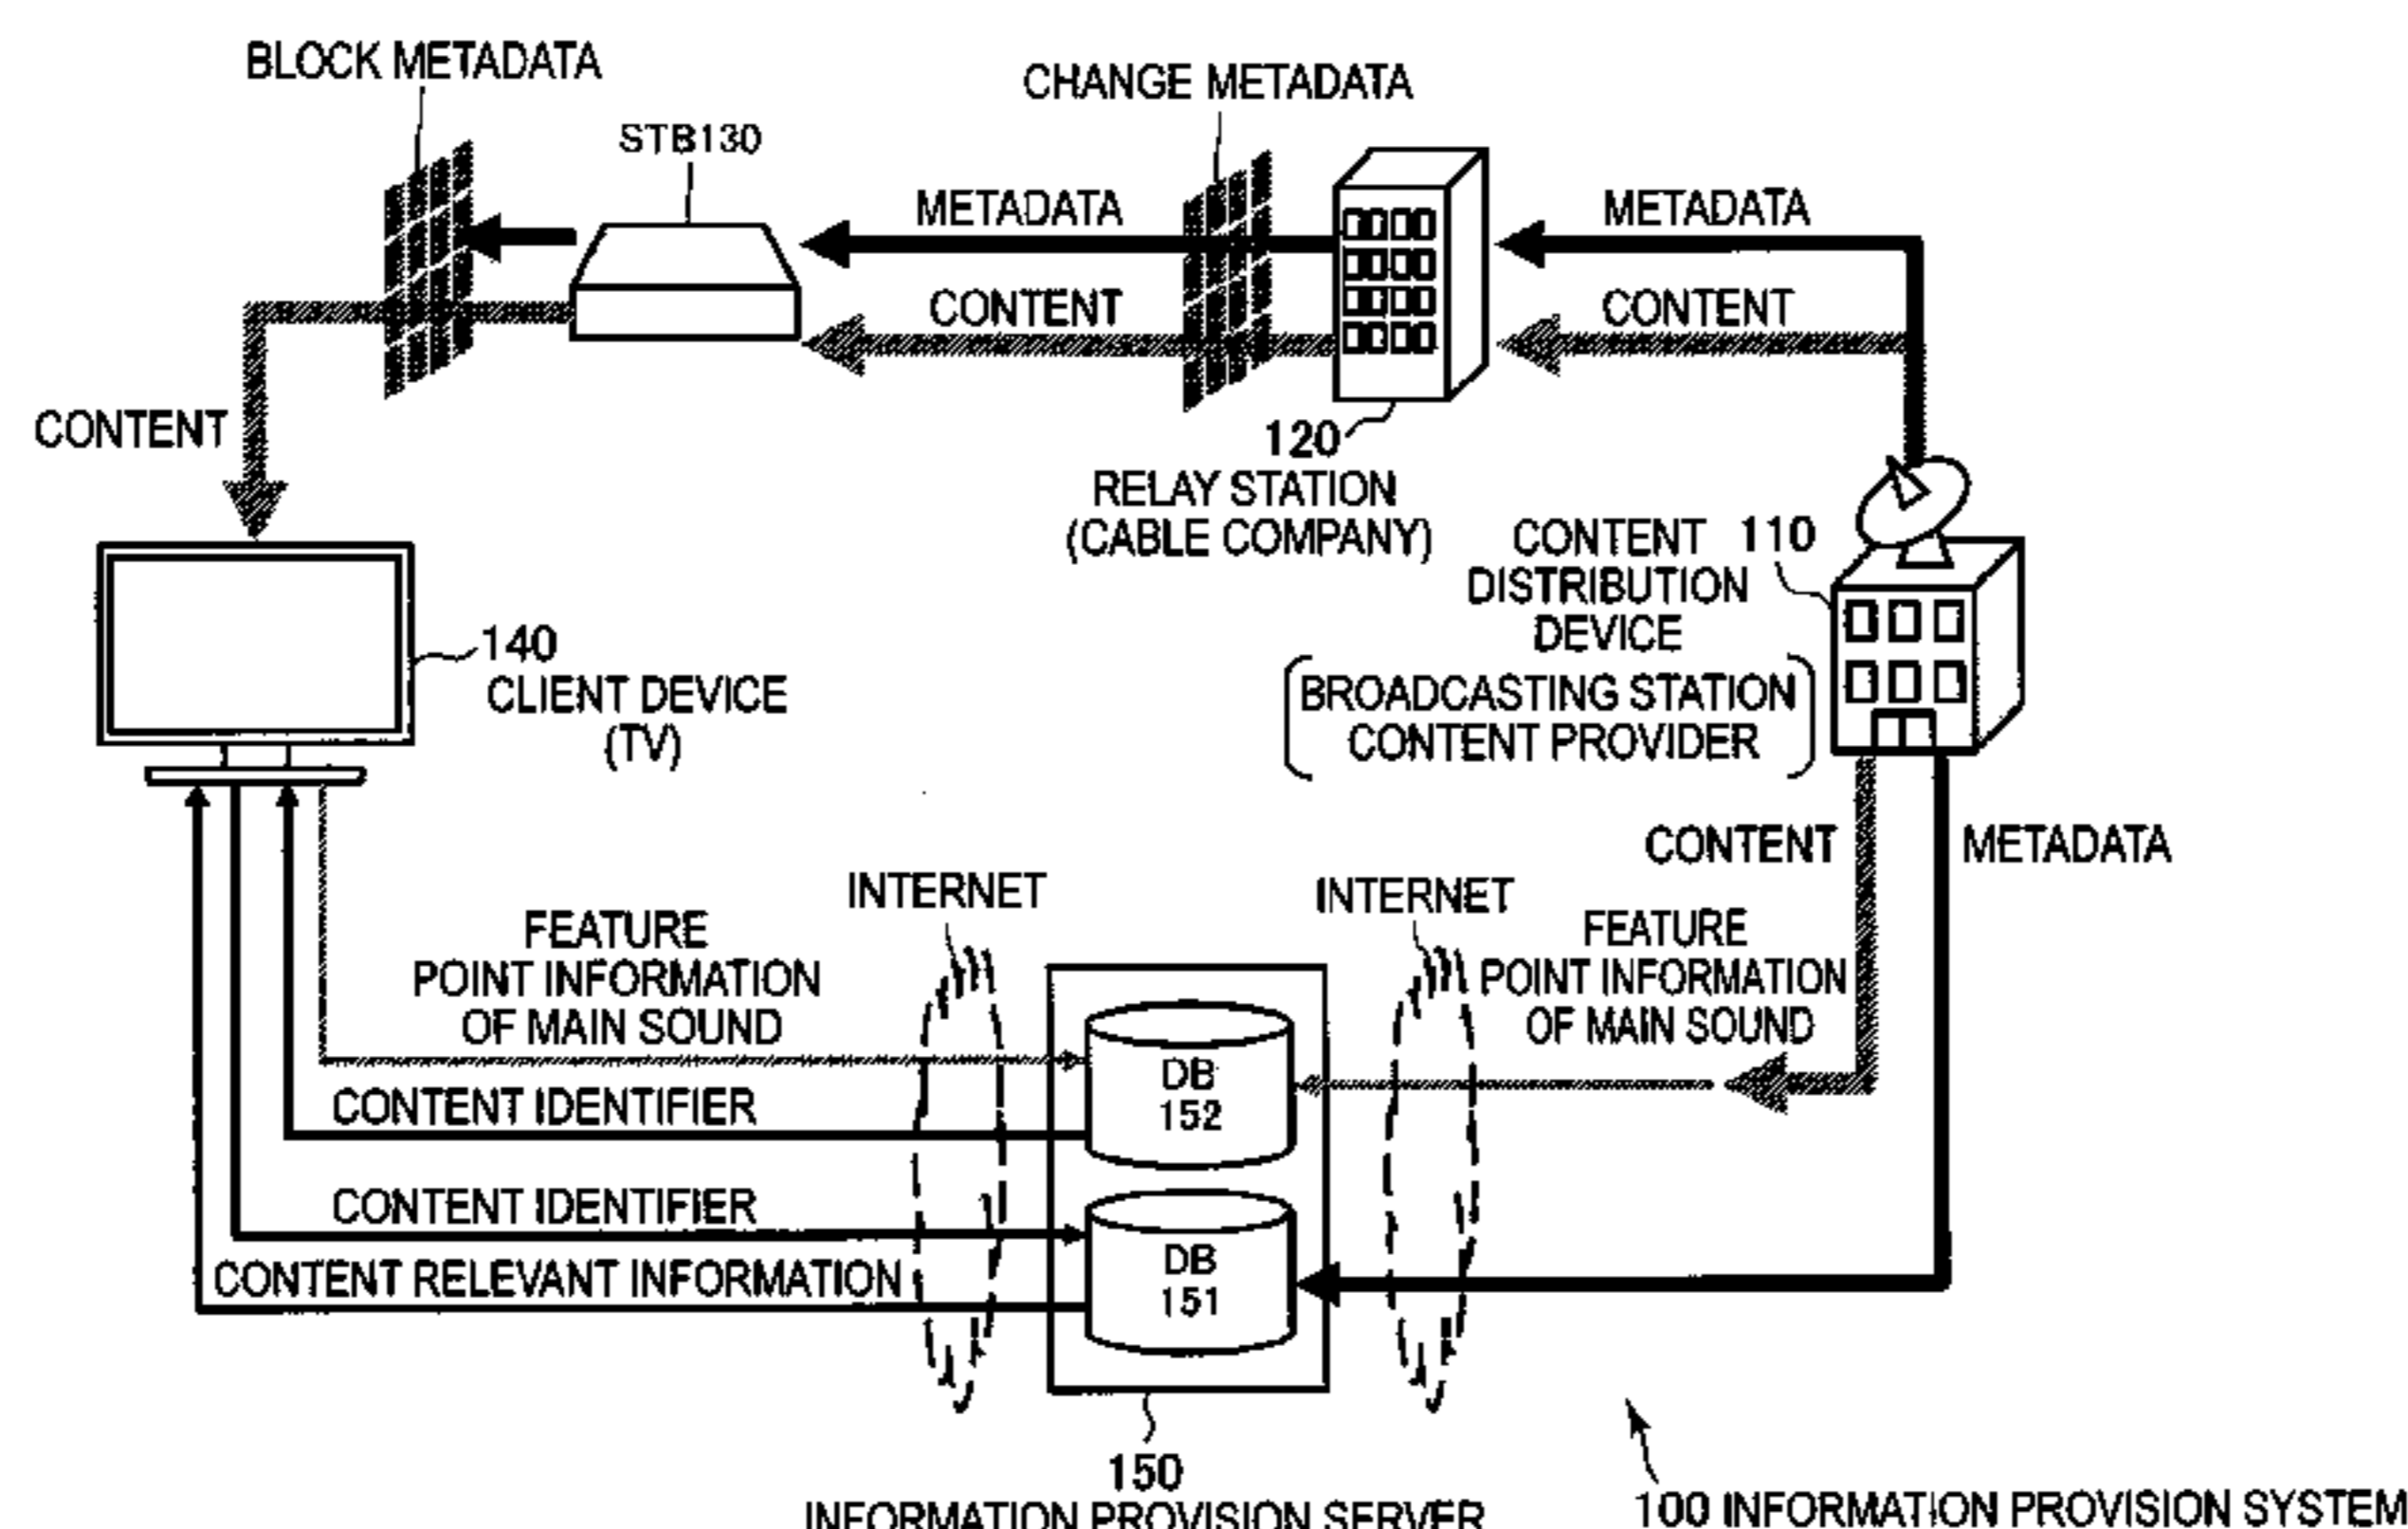 BLOCK METADATA
CHANGE METADATA
STB130
METADATA
METADATA
CONTENT
CONTENT
CONTENT
120
RELAY STATION
(CABLE COMPANY)
CONTENT 110
DISTRIBUTION
DEVICE
BROADCASTING STATION
CONTENT PROVIDER
140
CLIENT DEVICE
(TV)
CONTENT
METADATA
INTERNET
INTERNET
FEATURE
POINT INFORMATION
OF MAIN SOUND
FEATURE
POINT INFORMATION
OF MAIN SOUND
DB
152
CONTENT IDENTIFIER
CONTENT IDENTIFIER
DB
151
CONTENT RELEVANT INFORMATION
150
INFORMATION PROVISION SERVER
100 INFORMATION PROVISION SYSTEM